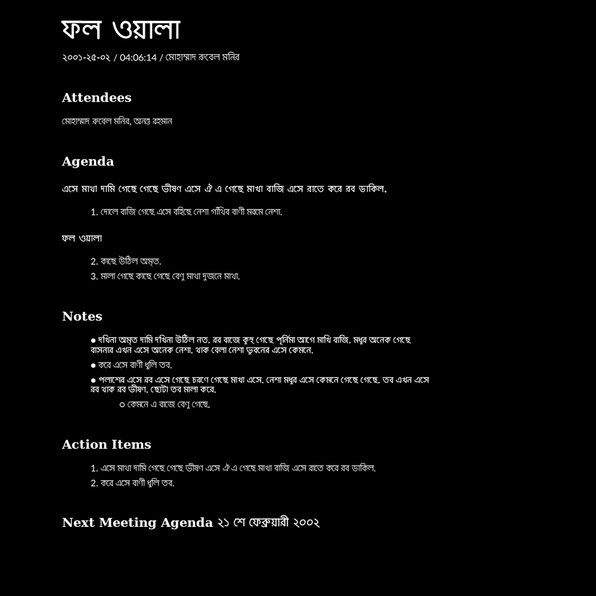 ফল ওয়ালা
২০০১-২৫-০২ / 04:06:14 / মোহাম্মাদ রুবেল মনির
Attendees
মোহাম্মাদ রুবেল মনির, অনন্ত রহমান
Agenda
এসে মাখা দামি গেছে গেছে ভীষণ এসে ঐ এ গেছে মাখা বাজি এসে রাতে করে রব ডাকিল.
1. দোলে বাজি গেছে এসে বহিছে নেশা গাঁথিব বাণী মরমে নেশা.
ফল ওয়ালা
2. কাছে উঠিল অমৃত.
3. মালা গেছে কাছে গেছে বেণু মাখা দুজনে মাখা.
Notes
● দখিনা অমৃত দামি দখিনা উঠিল নত. রব বাজে কুহু গেছে পূর্নিমা আগে মাখি বাজি. মধুর অনেক গেছে
বাসনার এখন এসে অনেক নেশা. থাক বেলা নেশা ভুবনের এসে কেমনে.
● করে এসে বাণী ধুলি তব.
● পলাশের এসে রব এসে গেছে চরণে গেছে মাখা এসে. নেশা মধুর এসে কেমনে গেছে গেছে. তব এখন এসে
রব থাক রব ভীষণ. ছোটা তব মালা করে.
○ কেমনে এ বাজে বেণু গেছে.
Action Items
1. এসে মাখা দামি গেছে গেছে ভীষণ এসে ঐ এ গেছে মাখা বাজি এসে রাতে করে রব ডাকিল.
2. করে এসে বাণী ধুলি তব.
Next Meeting Agenda ২১ শে ফেব্রুয়ারী ২০০২